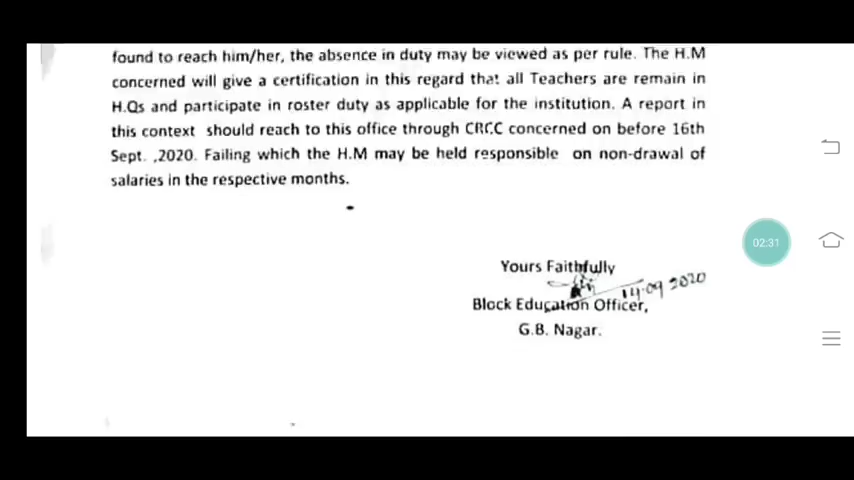 found to reach him/her, the absence in duty may be viewed as per rule. The H.M
concerned will give a certification in this regard that all Teachers are remain in
H.Qs and participate in roster duty as applicable for the institution. A report in
this context should reach to this office through CRCC concerned on before 16th
Sept. ,2020. Failing which the H.M may be held responsible on non-drawal of
salaries in the respective months.
02:31
Yours Faithfully
14.09.2020
Block Education Officer,
G.B. Nagar.